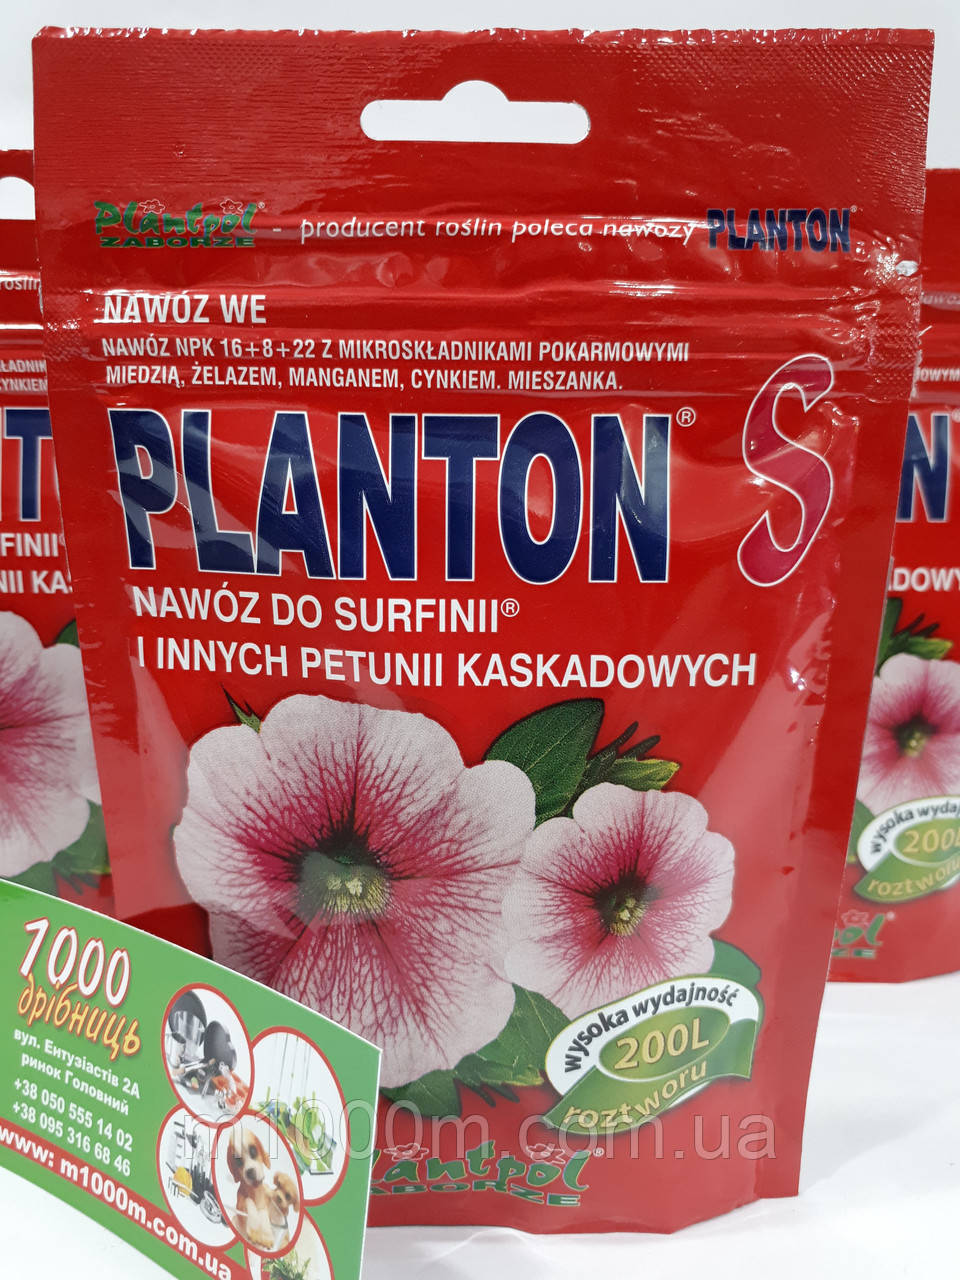 Plantpol®
ZABORZE
- producent roślin poleca nawozy PLANTON®
NAWÓZ WE
NAWÓZ NPK 16+8+22 Z MIKROSKŁADNIKAMI POKARMOWYMI
MIEDZIĄ, ŻELAZEM, MANGANEM, CYNKIEM. MIESZANKA.
PLANTON® S
NAWÓZ DO SURFINII®
I INNYCH PETUNII KASKADOWYCH
wysoka wydajność
200L
roztworu
Plantpol®
ZABORZE
1000
дрібниць
вул. Ентузіастів 2А
ринок Головний
+38 050 555 14 02
+38 095 316 68 46
www: m1000m.com.ua
m1000m.com.ua
200L
roztworu